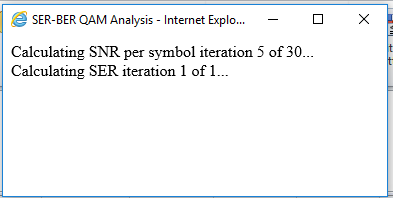 SER-BER QAM Analysis - Internet Explo...
Calculating SNR per symbol iteration 5 of 30...
Calculating SER iteration 1 of 1...